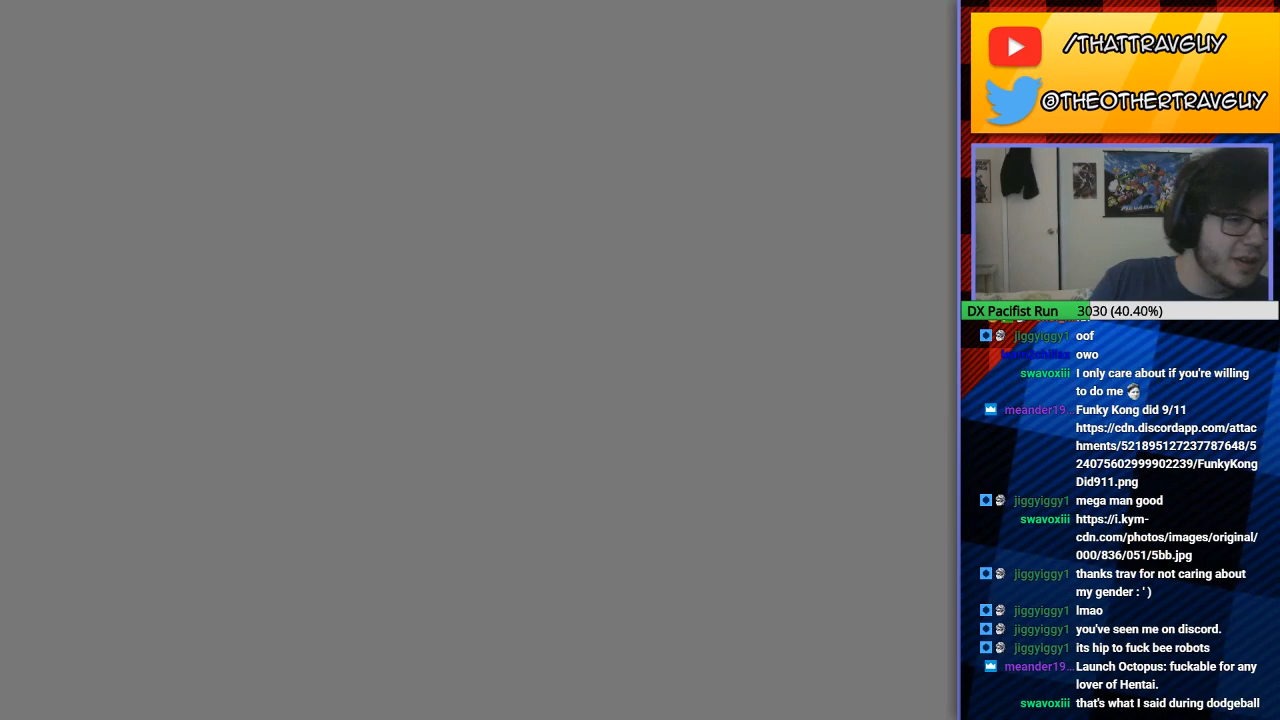 /THATTRAVGUY
@THEOTHERTRAVGUY
DX Pacifist Run 3030 (40.40%)
jiggyiggy1 oof
owo
swavoxiii I only care about if you're willing
to do me
meander19... Funky Kong did 9/11
https://cdn.discordapp.com/attac
hments/521895127237787648/5
24075602999902239/FunkyKong
Did911.png
jiggyiggy1 mega man good
swavoxiii https://i.kym-
cdn.com/photos/images/original/
000/836/051/5bb.jpg
jiggyiggy1 thanks trav for not caring about
my gender : ' )
jiggyiggy1 lmao
jiggyiggy1 you've seen me on discord.
jiggyiggy1 its hip to fuck bee robots
meander19... Launch Octopus: fuckable for any
lover of Hentai.
swavoxiii that's what I said during dodgeball